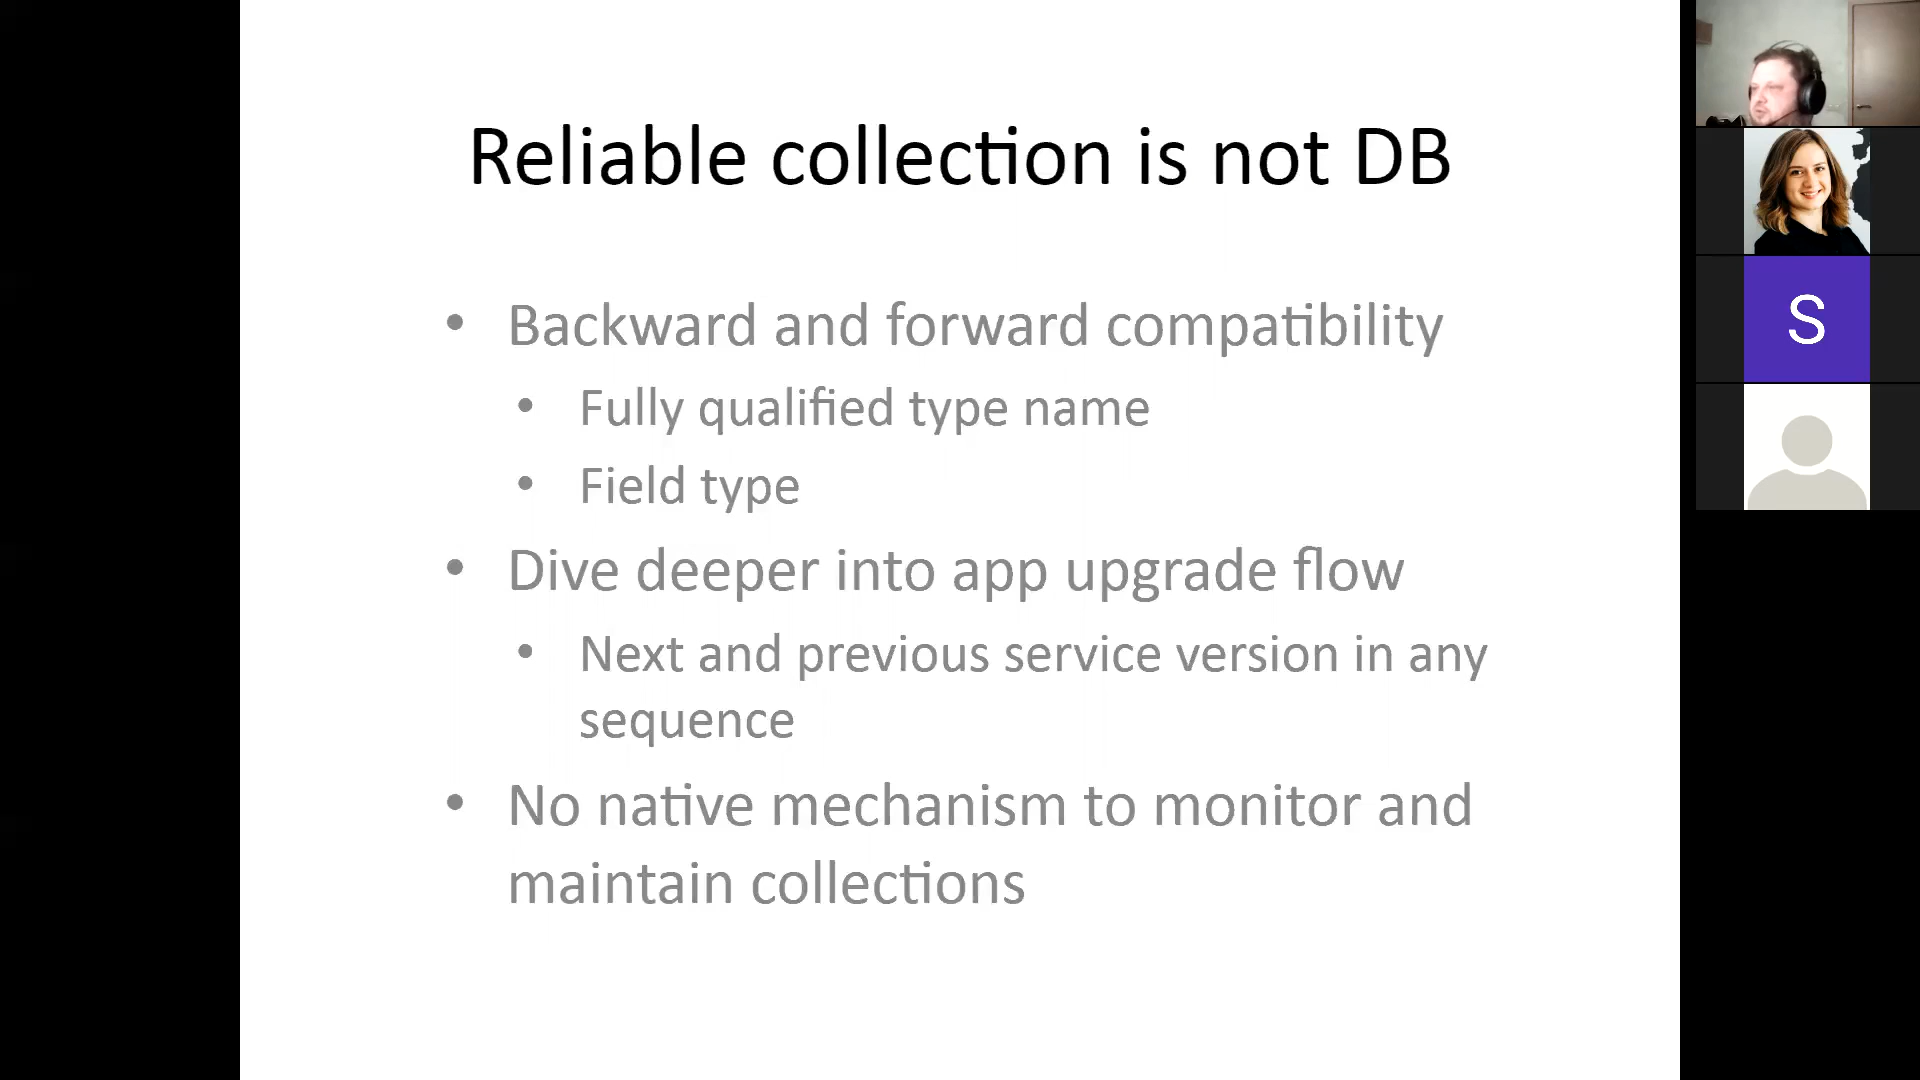 Reliable collection is not DB
• Backward and forward compatibility
• Fully qualified type name
• Field type
• Dive deeper into app upgrade flow
• Next and previous service version in any
sequence
• No native mechanism to monitor and
maintain collections
S